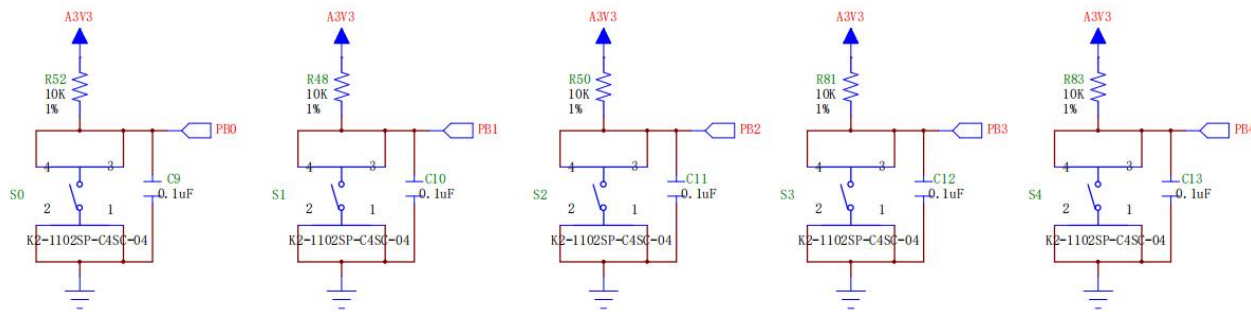 A3V3 A3V3 A3V3 A3V3 A3V3
R52 R48 R50 R81 R83
10K 10K 10K 10K 10K
1% 1% 1% 1% 1%
PB0 PB1 PB2 PB3 PB4
4 3 4 3 4 3 4 3 4 3
C9 C10 C11 C12 C13
S0 0.1uF S1 0.1uF S2 0.1uF S3 0.1uF S4 0.1uF
2 1 2 1 2 1 2 1 2 1
K2-1102SP-C4SC-04 K2-1102SP-C4SC-04 K2-1102SP-C4SC-04 K2-1102SP-C4SC-04 K2-1102SP-C4SC-04